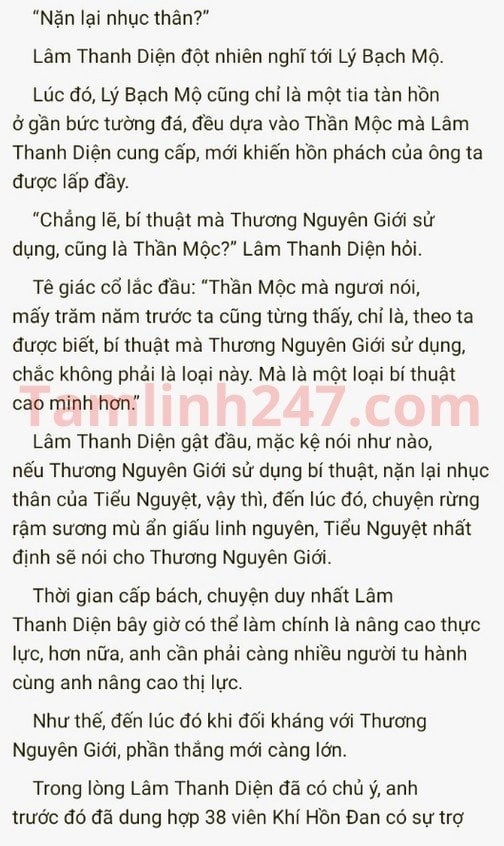 “Nặn lại nhục thân?”
Lâm Thanh Diện đột nhiên nghĩ tới Lý Bạch Mộ.
Lúc đó, Lý Bạch Mộ cũng chỉ là một tia tàn hồn
ở gần bức tường đá, đều dựa vào Thần Mộc mà Lâm
Thanh Diện cung cấp, mới khiến hồn phách của ông ta
được lấp đầy.
“Chẳng lẽ, bí thuật mà Thương Nguyên Giới sử
dụng, cũng là Thần Mộc?” Lâm Thanh Diện hỏi.
Tê giác cổ lắc đầu: “Thần Mộc mà ngươi nói,
mấy trăm năm trước ta cũng từng thấy, chỉ là, theo ta
được biết, bí thuật mà Thương Nguyên Giới sử dụng,
chắc không phải là loại này. Mà là một loại bí thuật
cao minh hơn.”
Tamlinh247.com
Lâm Thanh Diện gật đầu, mặc kệ nói như nào,
nếu Thương Nguyên Giới sử dụng bí thuật, nặn lại nhục
thân của Tiểu Nguyệt, vậy thì, đến lúc đó, chuyện rừng
rậm sương mù ẩn giấu linh nguyên, Tiểu Nguyệt nhất
định sẽ nói cho Thương Nguyên Giới.
Thời gian cấp bách, chuyện duy nhất Lâm
Thanh Diện bây giờ có thể làm chính là nâng cao thực
lực, hơn nữa, anh cần phải càng nhiều người tu hành
cùng anh nâng cao thị lực.
Như thế, đến lúc đó khi đối kháng với Thương
Nguyên Giới, phần thắng mới càng lớn.
Trong lòng Lâm Thanh Diện đã có chủ ý, anh
trước đó đã dung hợp 38 viên Khí Hồn Đan có sự trợ